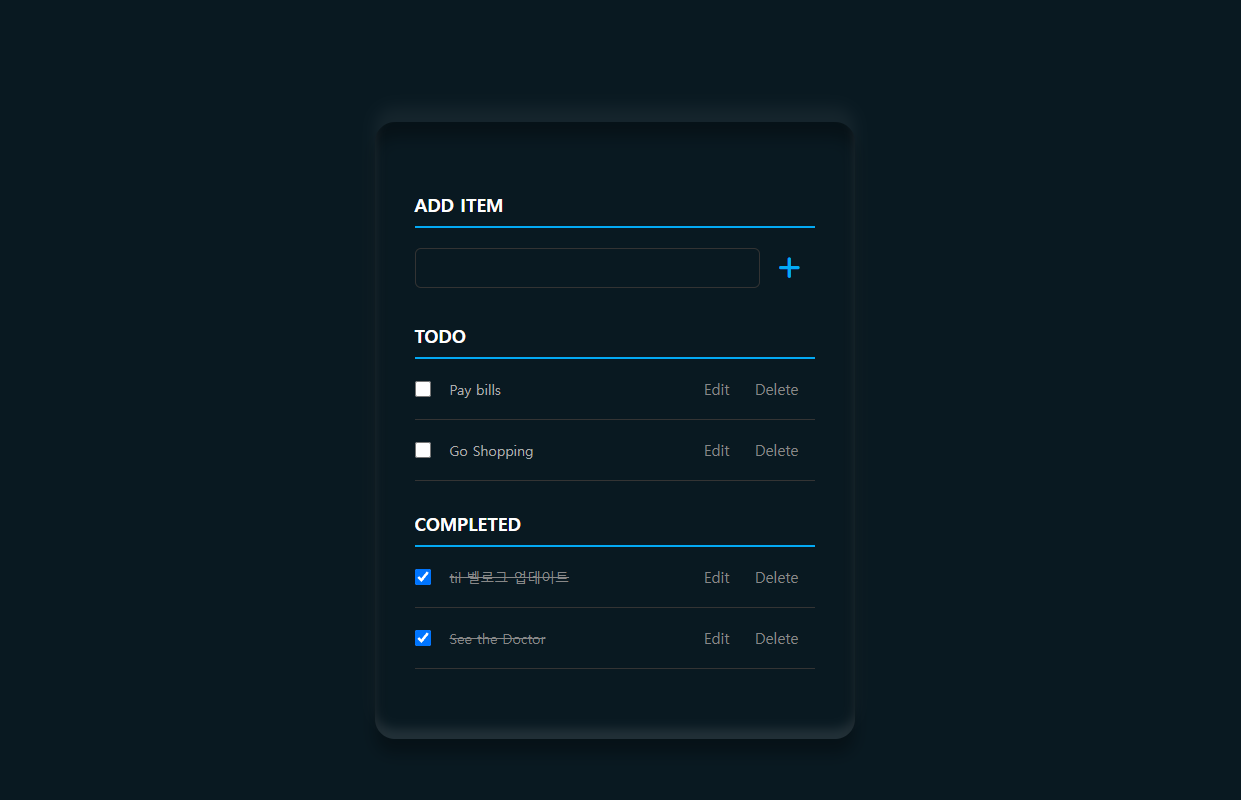 ADD ITEM
TODO
Pay bills Edit Delete
Go Shopping Edit Delete
COMPLETED
til 벨로그 업데이트 Edit Delete
See the Doctor Edit Delete